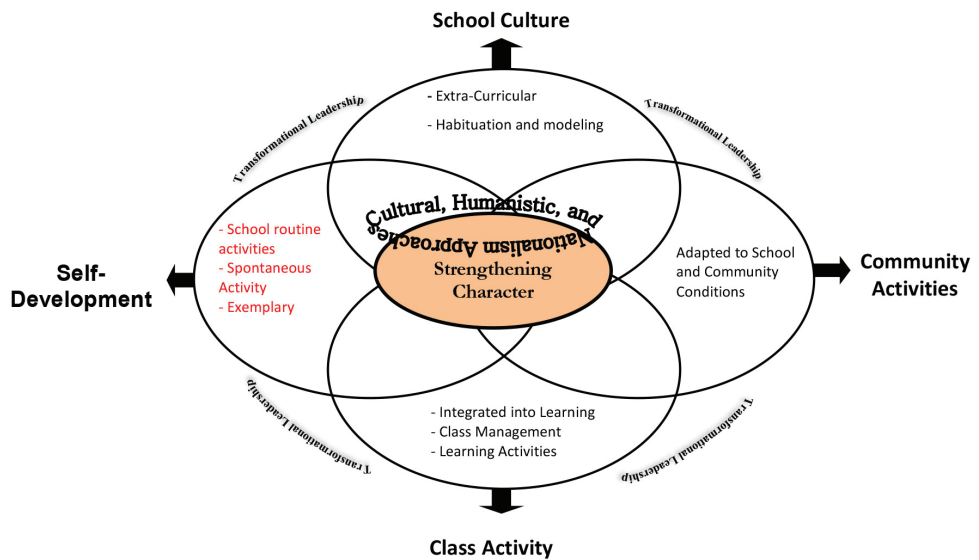 School Culture
Transformational Leadership
Transformational Leadership
- Extra-Curricular
- Habituation and modeling
Cultural, Humanistic, and
Nationalism Approaches
Strengthening
Character
- School routine
activities
- Spontaneous
Activity
- Exemplary
Self-
Development
Adapted to School
and Community
Conditions
Community
Activities
- Integrated into Learning
- Class Management
- Learning Activities
Transformational Leadership
Transformational Leadership
Class Activity